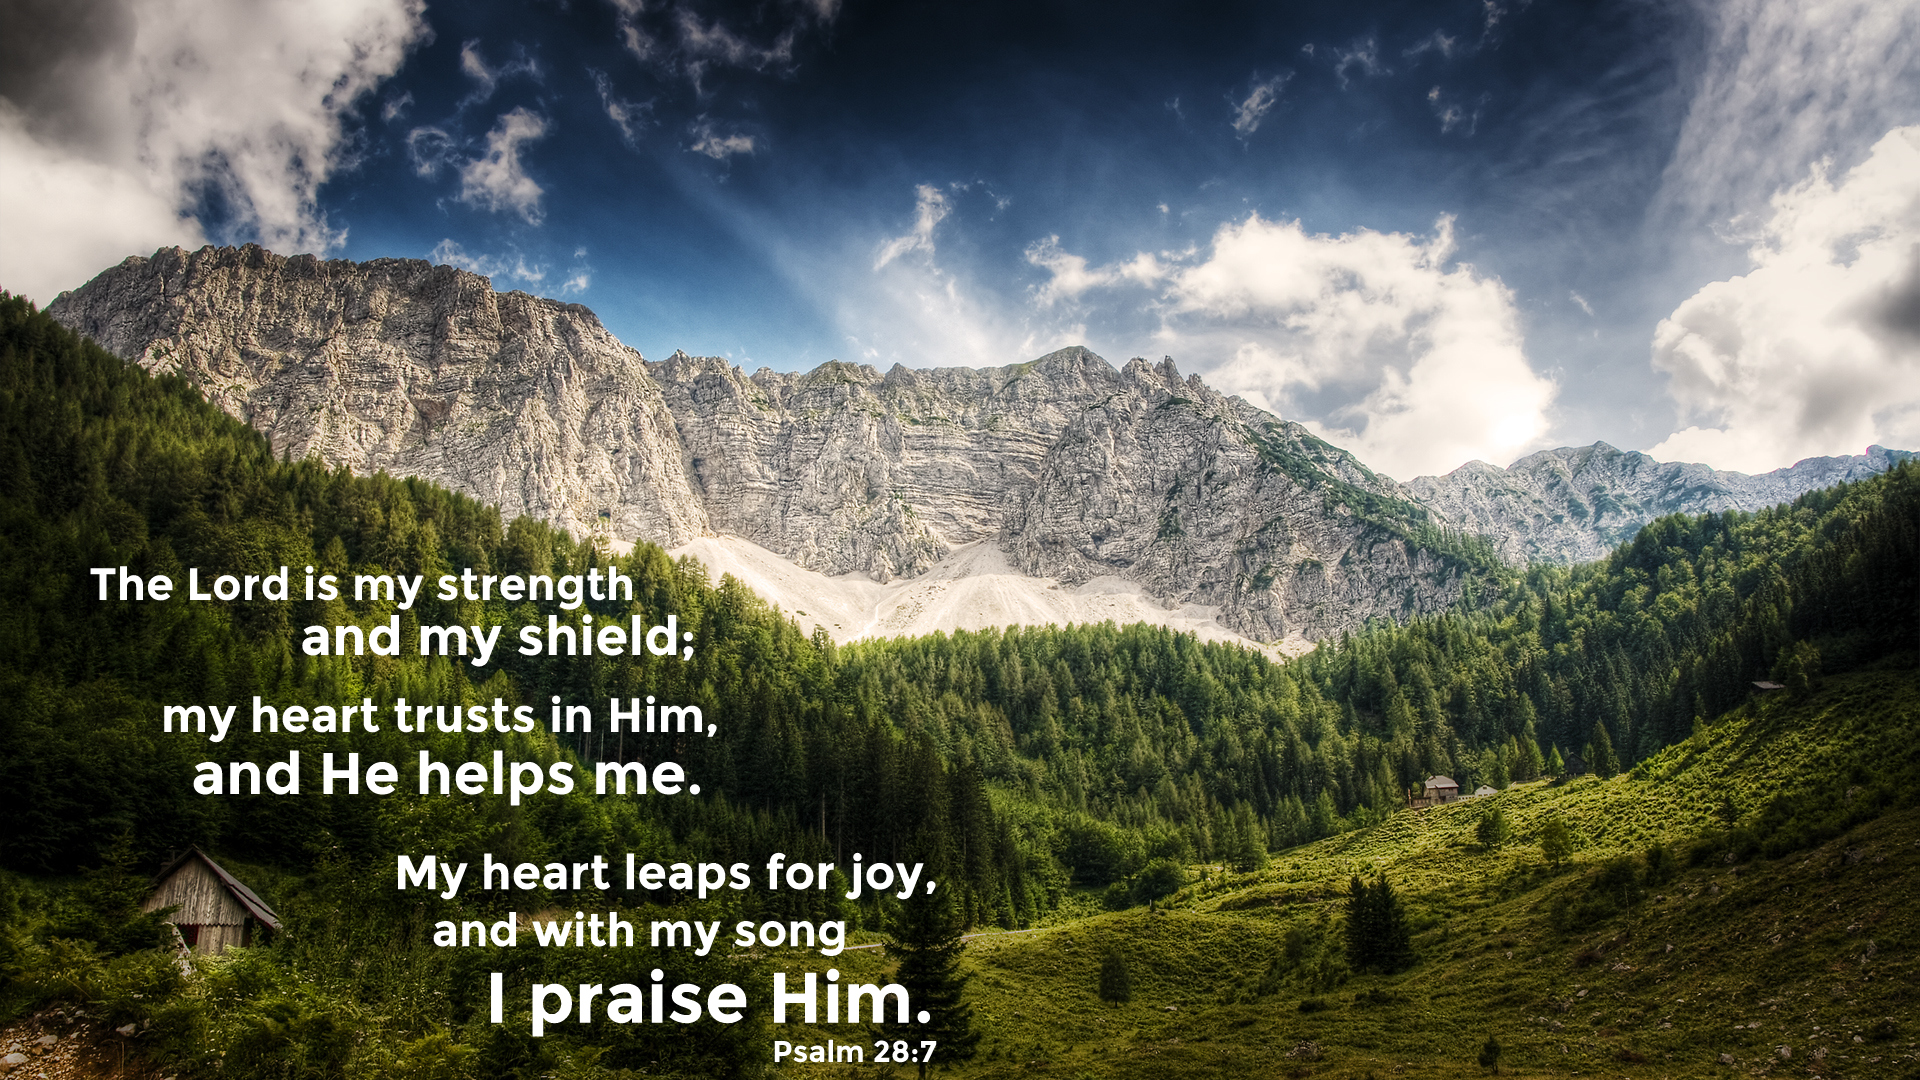 The Lord is my strength
and my shield;
my heart trusts in Him,
and He helps me.
My heart leaps for joy,
and with my song
I praise Him.
Psalm 28:7